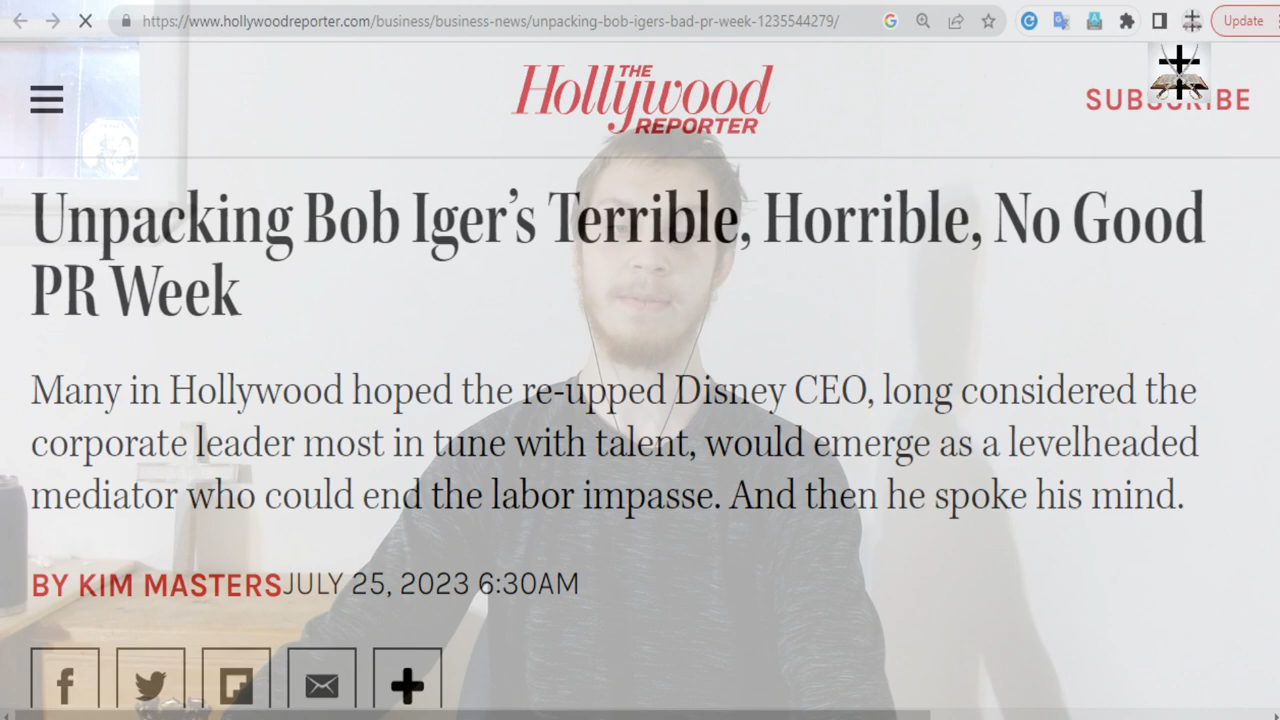 https://www.hollywoodreporter.com/business/business-news/unpacking-bob-igers-bad-pr-week-1235544279/
Update
THE
Hollywood
REPORTER
SUBSCRIBE
Unpacking Bob Iger’s Terrible, Horrible, No Good
PR Week
Many in Hollywood hoped the re-upped Disney CEO, long considered the
corporate leader most in tune with talent, would emerge as a levelheaded
mediator who could end the labor impasse. And then he spoke his mind.
BY KIM MASTERS JULY 25, 2023 6:30AM